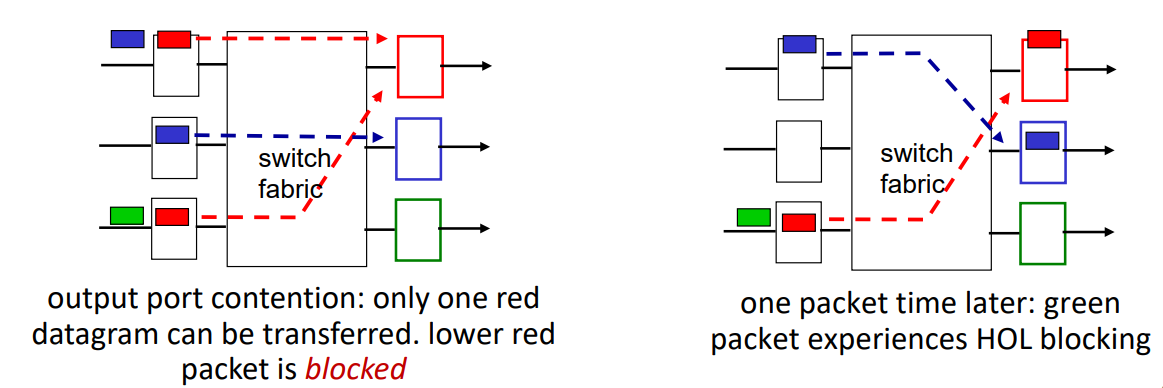 switch
fabric
output port contention: only one red
datagram can be transferred. lower red
packet is blocked
switch
fabric
one packet time later: green
packet experiences HOL blocking